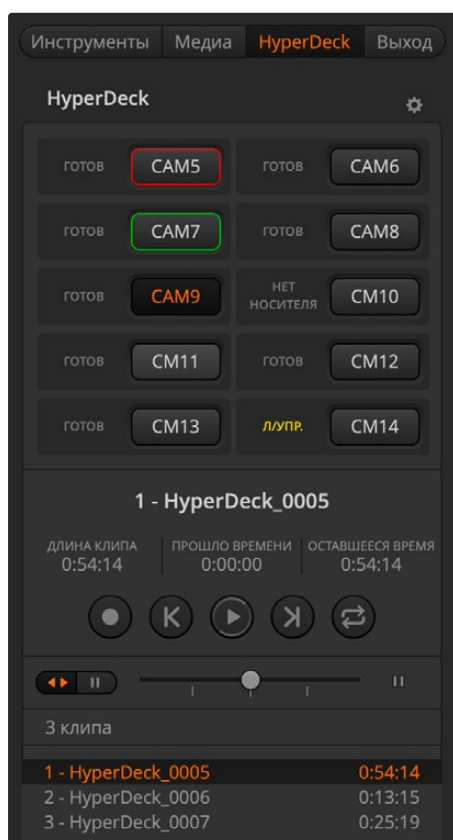 Инструменты Медиа HyperDeck Выход
HyperDeck
ГОТОВ CAM5 ГОТОВ CAM6
ГОТОВ CAM7 ГОТОВ CAM8
ГОТОВ CAM9 НЕТ НОСИТЕЛЯ CM10
ГОТОВ CM11 ГОТОВ CM12
ГОТОВ CM13 Л/УПР. CM14
1 - HyperDeck_0005
ДЛИНА КЛИПА ПРОШЛО ВРЕМЕНИ ОСТАВШЕЕСЯ ВРЕМЯ
0:54:14 0:00:00 0:54:14
3 клипа
1 - HyperDeck_0005 0:54:14
2 - HyperDeck_0006 0:13:15
3 - HyperDeck_0007 0:25:19